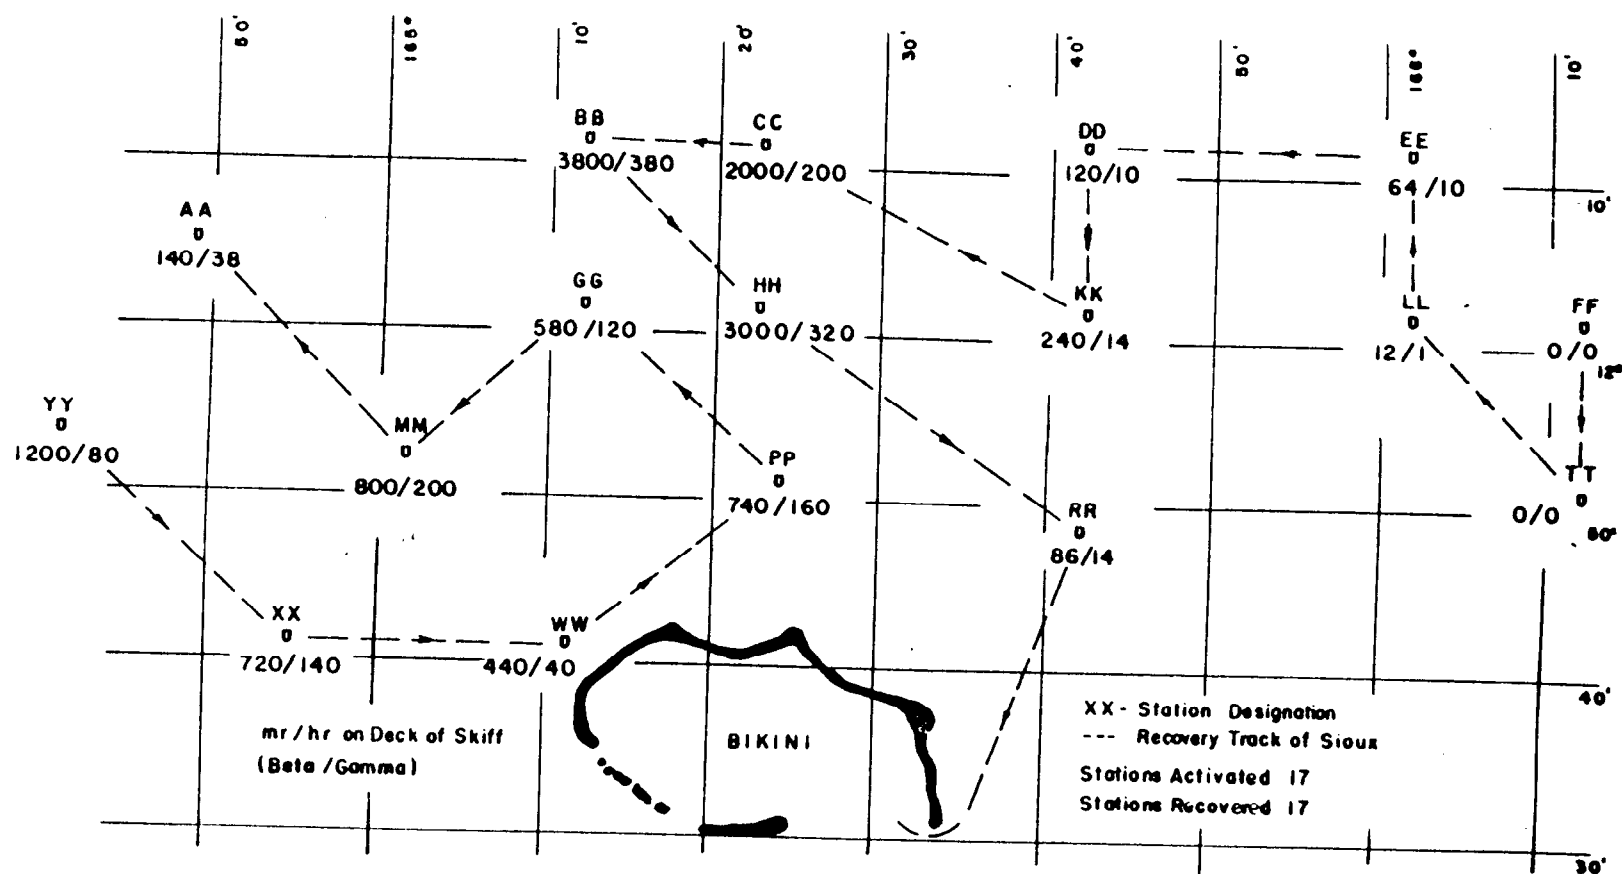 50'
165°
10'
20'
30'
40'
50'
166°
10'
BB
3800/380
CC
2000/200
DD
120/10
EE
64/10
10'
AA
140/38
GG
580/120
HH
3000/320
KK
240/14
LL
12/1
FF
0/0
12°
YY
1200/80
MM
800/200
PP
740/160
RR
86/14
TT
0/0
50'
XX
720/140
WW
440/40
40'
mr/hr on Deck of Skiff
(Beta/Gamma)
BIKINI
XX- Station Designation
--- Recovery Track of Sioux
Stations Activated 17
Stations Recovered 17
30'